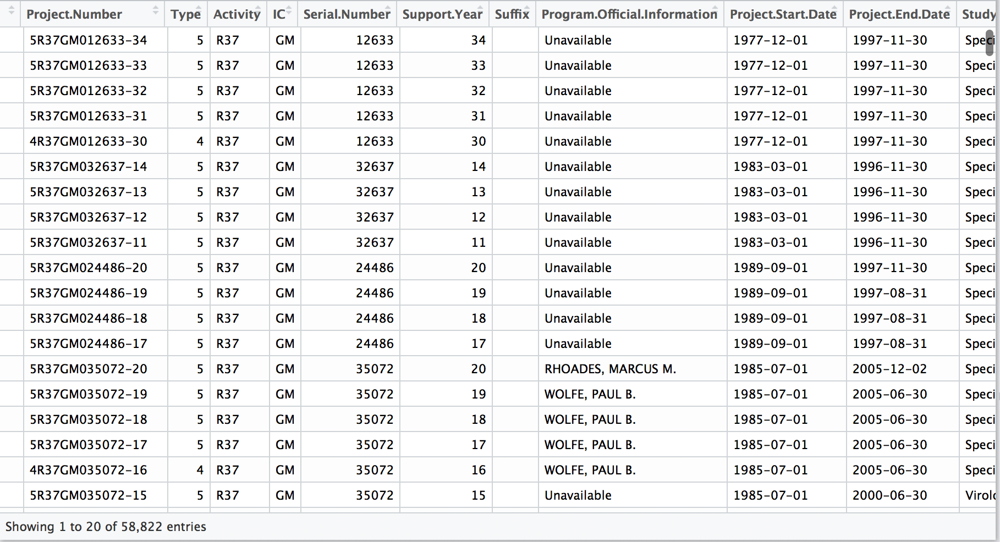 Project.Number Type Activity IC Serial.Number Support.Year Suffix Program.Official.Information Project.Start.Date Project.End.Date Study
5R37GM012633-34 5 R37 GM 12633 34 Unavailable 1977-12-01 1997-11-30 Speci
5R37GM012633-33 5 R37 GM 12633 33 Unavailable 1977-12-01 1997-11-30 Speci
5R37GM012633-32 5 R37 GM 12633 32 Unavailable 1977-12-01 1997-11-30 Speci
5R37GM012633-31 5 R37 GM 12633 31 Unavailable 1977-12-01 1997-11-30 Speci
4R37GM012633-30 4 R37 GM 12633 30 Unavailable 1977-12-01 1997-11-30 Speci
5R37GM032637-14 5 R37 GM 32637 14 Unavailable 1983-03-01 1996-11-30 Speci
5R37GM032637-13 5 R37 GM 32637 13 Unavailable 1983-03-01 1996-11-30 Speci
5R37GM032637-12 5 R37 GM 32637 12 Unavailable 1983-03-01 1996-11-30 Speci
5R37GM032637-11 5 R37 GM 32637 11 Unavailable 1983-03-01 1996-11-30 Speci
5R37GM024486-20 5 R37 GM 24486 20 Unavailable 1989-09-01 1997-11-30 Speci
5R37GM024486-19 5 R37 GM 24486 19 Unavailable 1989-09-01 1997-08-31 Speci
5R37GM024486-18 5 R37 GM 24486 18 Unavailable 1989-09-01 1997-08-31 Speci
5R37GM024486-17 5 R37 GM 24486 17 Unavailable 1989-09-01 1997-08-31 Speci
5R37GM035072-20 5 R37 GM 35072 20 RHOADES, MARCUS M. 1985-07-01 2005-12-02 Speci
5R37GM035072-19 5 R37 GM 35072 19 WOLFE, PAUL B. 1985-07-01 2005-06-30 Speci
5R37GM035072-18 5 R37 GM 35072 18 WOLFE, PAUL B. 1985-07-01 2005-06-30 Speci
5R37GM035072-17 5 R37 GM 35072 17 WOLFE, PAUL B. 1985-07-01 2005-06-30 Speci
4R37GM035072-16 4 R37 GM 35072 16 WOLFE, PAUL B. 1985-07-01 2005-06-30 Speci
5R37GM035072-15 5 R37 GM 35072 15 Unavailable 1985-07-01 2000-06-30 Virolo
Showing 1 to 20 of 58,822 entries